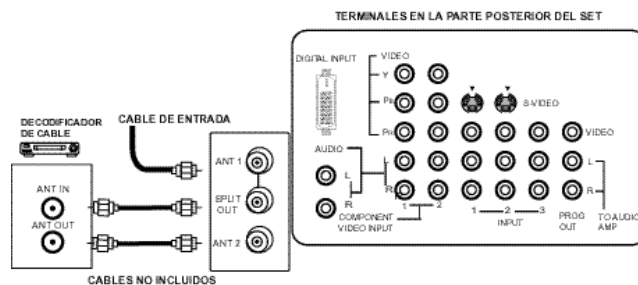 TERMINALES EN LA PARTE POSTERIOR DEL SET
DIGITAL INPUT
VIDEO
Y
PB
PR
S-VIDEO
VIDEO
AUDIO
L
R
L
R
L
R
1 2
COMPONENT
VIDEO INPUT
1 2 3
INPUT
PROG
OUT
TO AUDIO
AMP
CABLE DE ENTRADA
DECODIFICADOR
DE CABLE
ANT IN
ANT OUT
ANT 1
SPLIT
OUT
ANT 2
CABLES NO INCLUIDOS